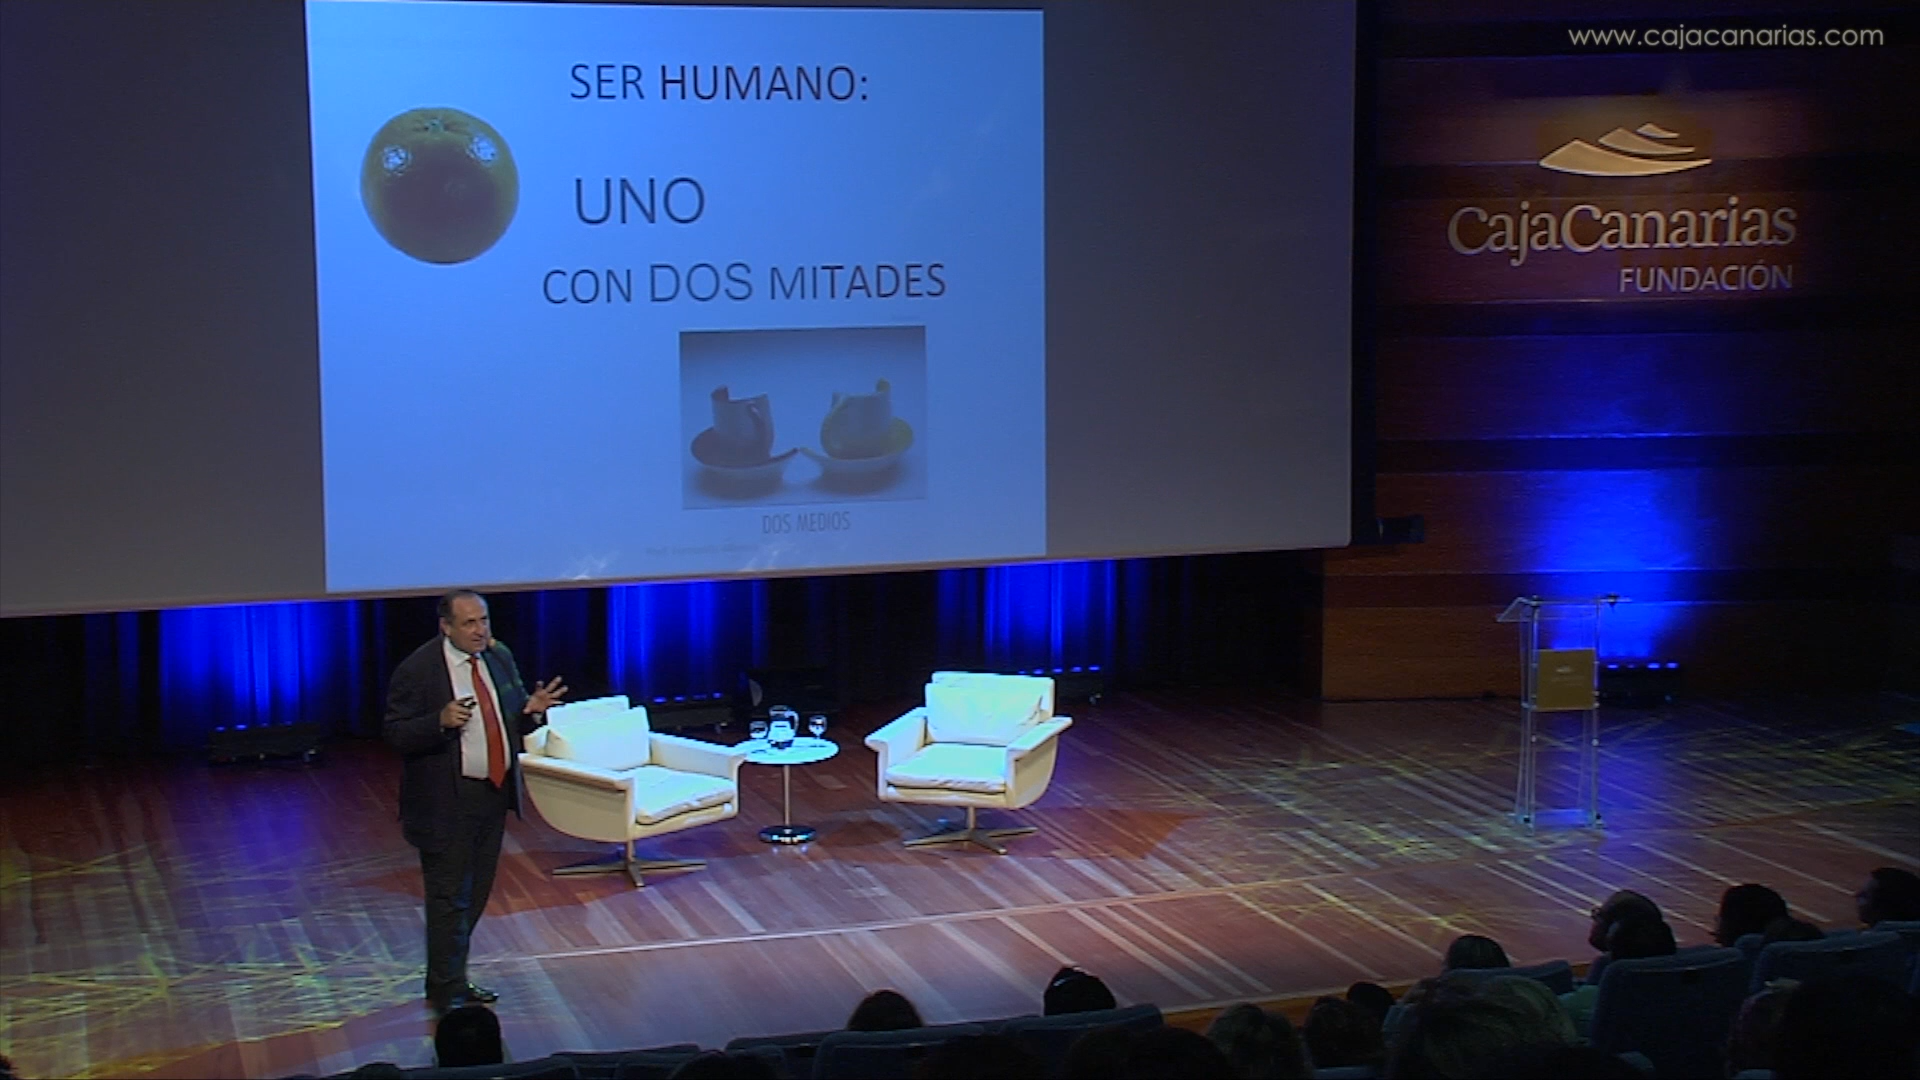 www.cajacanarias.com
SER HUMANO:
UNO
CON DOS MITADES
DOS MEDIOS
CajaCanarias
FUNDACIÓN